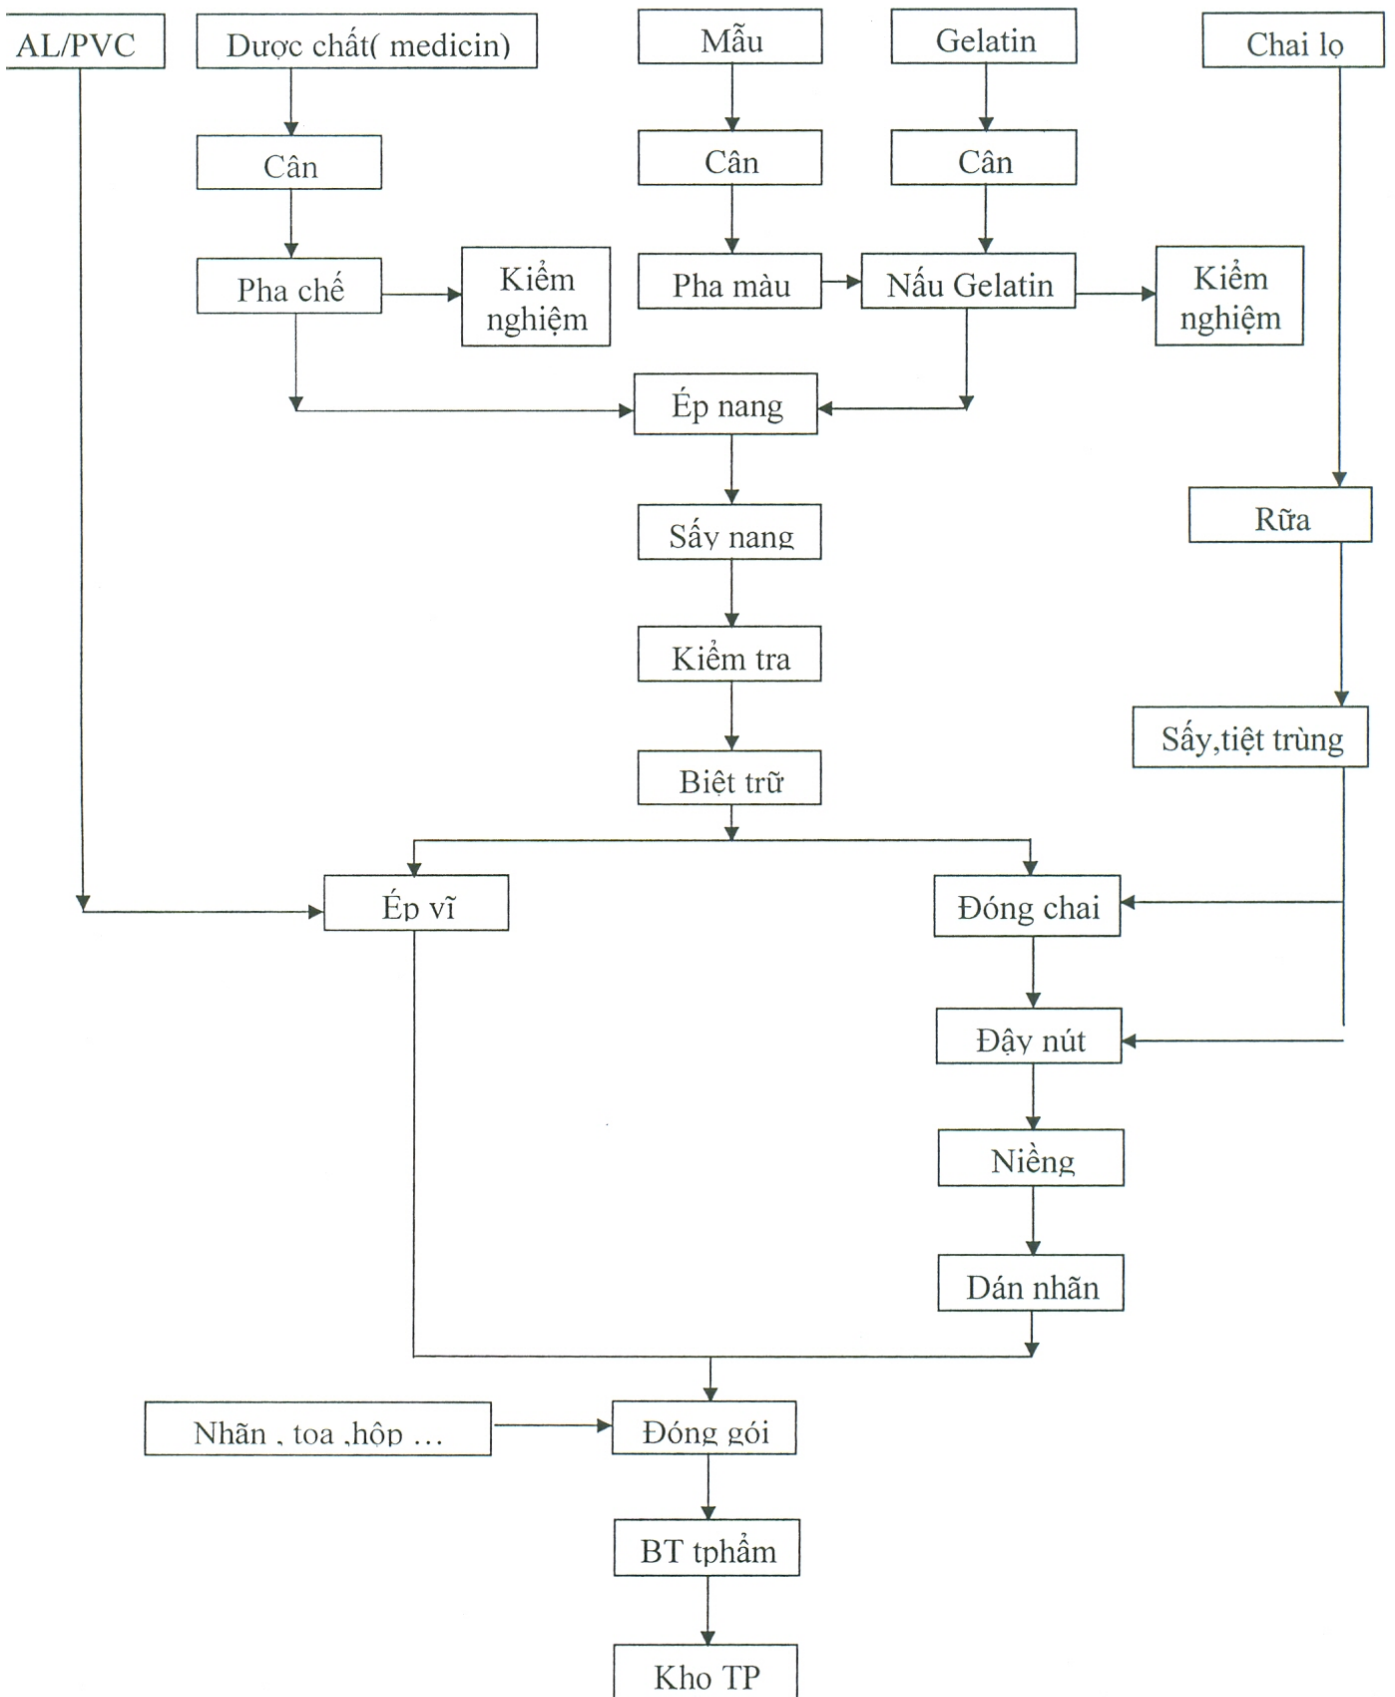 AL/PVC
Dược chất( medicin)
Mẫu
Gelatin
Chai lọ
Cân
Cân
Cân
Pha chế
Kiểm
nghiệm
Pha màu
Nấu Gelatin
Kiểm
nghiệm
Ép nang
Sấy nang
Rữa
Kiểm tra
Sấy,tiệt trùng
Biệt trữ
Ép vĩ
Đóng chai
Đậy nút
Niềng
Dán nhãn
Nhãn , toa ,hộp ...
Đóng gói
BT tphẩm
Kho TP